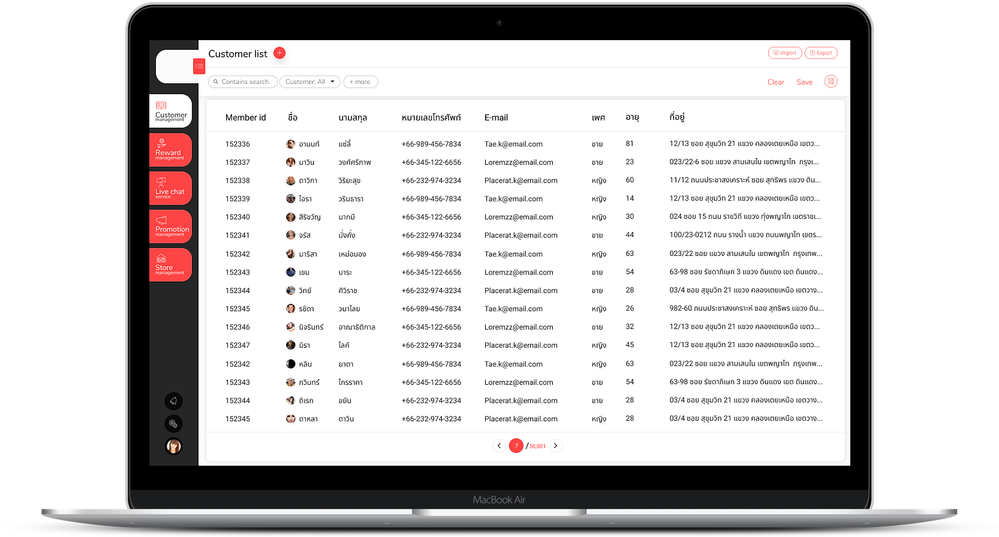 Customer list +
Import Export
Contains search Customer: All + more Clear Save
Customer
management
Reward
management
Live chat
service
Promotion
management
Store
management
Member id ชื่อ นามสกุล หมายเลขโทรศัพท์ E-mail เพศ อายุ ที่อยู่
152336 อานนท์ แซ่ลี่ +66-989-456-7834 Tae.k@email.com ชาย 81 12/13 ซอย สุขุมวิท 21 แขวง คลองเตยเหนือ เขตว...
152337 มาวิน วงศ์ศรีภาพ +66-345-122-6656 Loremzz@email.com ชาย 23 023/22-6 ซอย แขวง สามเสนใน เขตพญาไท กรุงเ...
152338 ดาวิกา วิริยะสุข +66-232-974-3234 Placerat.k@email.com หญิง 60 11/12 ถนนประชาสงเคราะห์ ซอย สุทธิพร แขวง ดิน...
152339 ไอรา วรินธารา +66-989-456-7834 Tae.k@email.com หญิง 14 12/13 ซอย สุขุมวิท 21 แขวง คลองเตยเหนือ เขตว...
152340 สิริขวัญ มากมี +66-345-122-6656 Loremzz@email.com หญิง 30 024 ซอย 15 ถนน ราชวิถี แขวง ทุ่งพญาไท เขตราชเ...
152341 จรัส มั่งคั่ง +66-232-974-3234 Placerat.k@email.com ชาย 44 100/23-0212 ถนน รางน้ำ แขวง ถนนพญาไท เขตร...
152342 มาริสา เหม่อมอง +66-989-456-7834 Tae.k@email.com หญิง 63 023/22 ซอย แขวง สามเสนใน เขตพญาไท กรุงเทพ...
152343 เชน บาระ +66-345-122-6656 Loremzz@email.com ชาย 54 63-98 ซอย รัชดาภิเษก 3 แขวง ดินแดง เขต ดินแดง...
152344 วิทย์ ศิวิราช +66-232-974-3234 Placerat.k@email.com ชาย 28 03/4 ซอย สุขุมวิท 21 แขวง คลองเตยเหนือ เขตวาง...
152345 รชิดา วนาไลย +66-989-456-7834 Tae.k@email.com หญิง 26 982-60 ถนนประชาสงเคราะห์ ซอย สุทธิพร แขวง ดิน...
152346 นิจรินทร์ อาณาธิติกาล +66-345-122-6656 Loremzz@email.com ชาย 32 12/13 ซอย สุขุมวิท 21 แขวง คลองเตยเหนือ เขตว...
152347 มิรา ไลค์ +66-232-974-3234 Placerat.k@email.com หญิง 45 12/13 ซอย สุขุมวิท 21 แขวง คลองเตยเหนือ เขตว...
152342 หลิน ยาตา +66-989-456-7834 Tae.k@email.com หญิง 63 023/22 ซอย แขวง สามเสนใน เขตพญาไท กรุงเทพ...
152343 กวินทร์ ไกรราคา +66-345-122-6656 Loremzz@email.com ชาย 54 63-98 ซอย รัชดาภิเษก 3 แขวง ดินแดง เขต ดินแดง...
152344 ดิเรก ขยัน +66-232-974-3234 Placerat.k@email.com ชาย 28 03/4 ซอย สุขุมวิท 21 แขวง คลองเตยเหนือ เขตวาง...
152345 ดาหลา ดาวิน +66-232-974-3234 Placerat.k@email.com หญิง 28 03/4 ซอย สุขุมวิท 21 แขวง คลองเตยเหนือ เขตวาง...
7 /50,001
MacBook Air